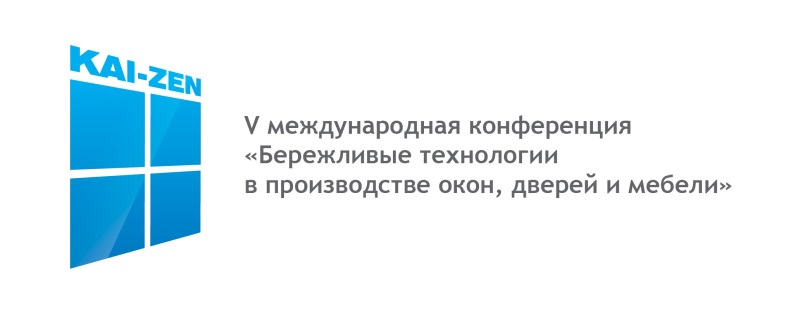 KAI-ZEN
V международная конференция
«Бережливые технологии
в производстве окон, дверей и мебели»